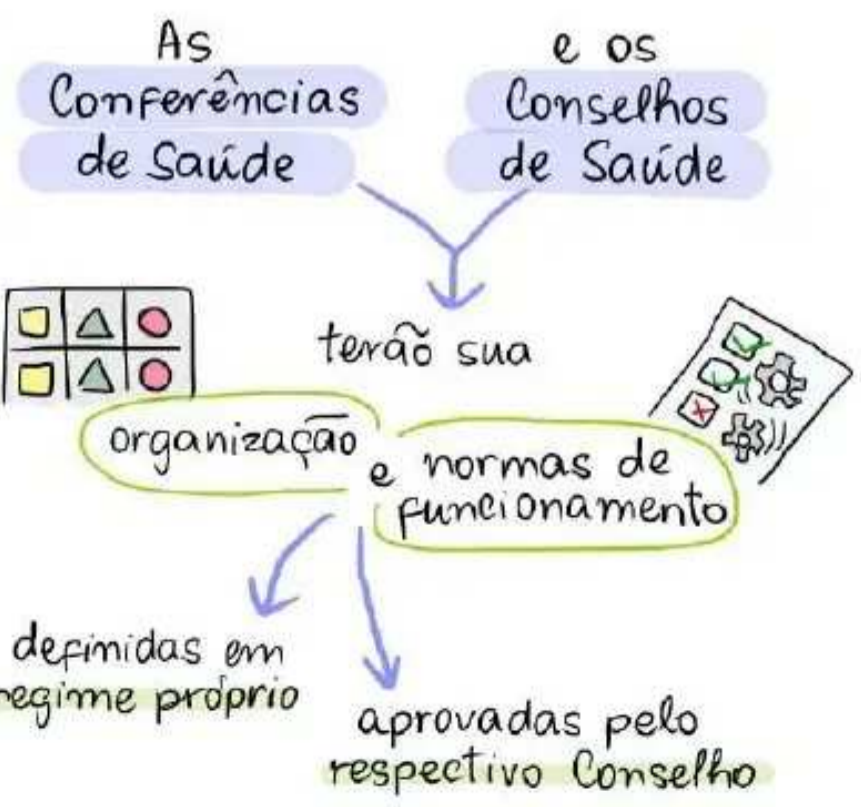 As
Conferências
de Saúde
e os
Conselhos
de Saúde
terão sua
organização
e normas de
funcionamento
definidas em
regime próprio
aprovadas pelo
respectivo Conselho